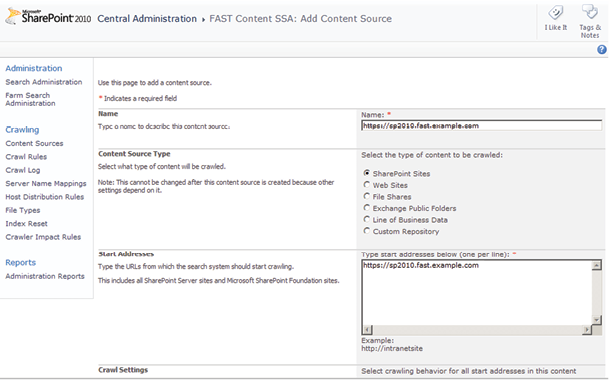 Microsoft
SharePoint 2010 Central Administration ▸ FAST Content SSA: Add Content Source
I Like It
Tags & Notes
Administration
Search Administration
Farm Search Administration
Crawling
Content Sources
Crawl Rules
Crawl Log
Server Name Mappings
Host Distribution Rules
File Types
Index Reset
Crawler Impact Rules
Reports
Administration Reports
Use this page to add a content source.
* Indicates a required field
Name
Type a name to describe this content source.
Name: *
https://sp2010.fast.example.com
Content Source Type
Select what type of content will be crawled.
Note: This cannot be changed after this content source is created because other
settings depend on it.
Select the type of content to be crawled:
SharePoint Sites
Web Sites
File Shares
Exchange Public Folders
Line of Business Data
Custom Repository
Start Addresses
Type the URLs from which the search system should start crawling.
This includes all SharePoint Server sites and Microsoft SharePoint Foundation sites.
Type start addresses below (one per line): *
https://sp2010.fast.example.com
Example:
http://intranetsite
Crawl Settings
Select crawling behavior for all start addresses in this content